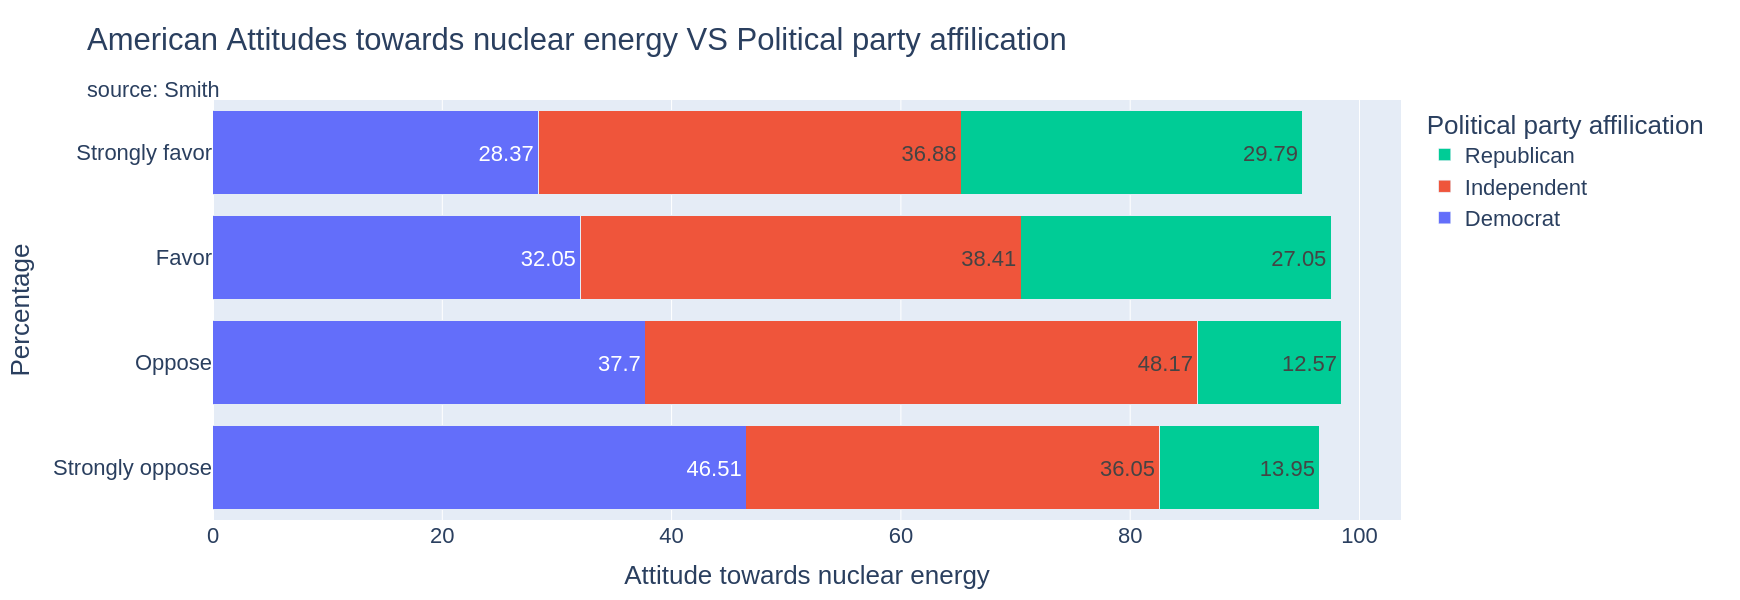 American Attitudes towards nuclear energy VS Political party affilication
source: Smith
Political party affilication
Republican
Independent
Democrat
Percentage
Strongly favor 28.37 36.88 29.79
Favor 32.05 38.41 27.05
Oppose 37.7 48.17 12.57
Strongly oppose 46.51 36.05 13.95
0 20 40 60 80 100
Attitude towards nuclear energy